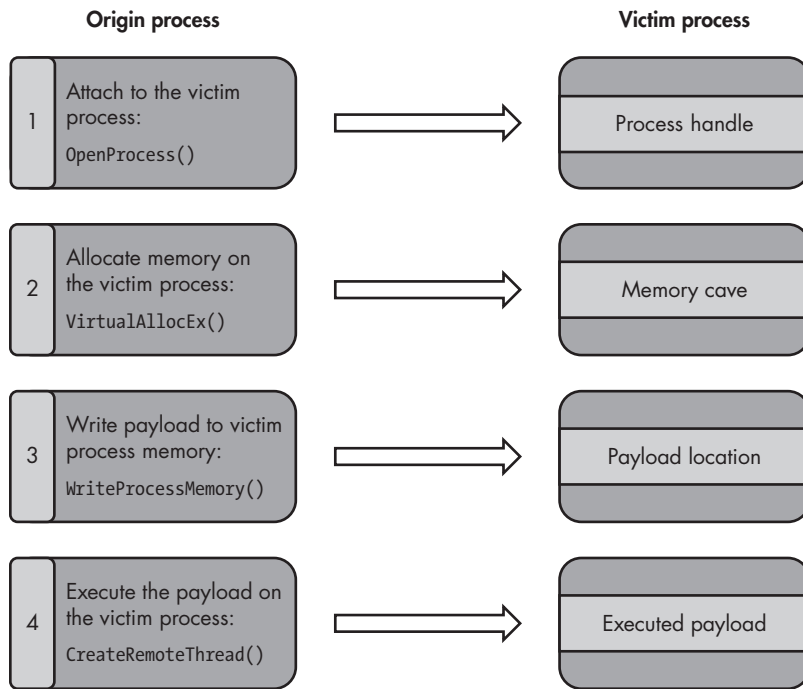 Origin process
Victim process
1
Attach to the victim
process:
OpenProcess()
Process handle
2
Allocate memory on
the victim process:
VirtualAllocEx()
Memory cave
3
Write payload to victim
process memory:
WriteProcessMemory()
Payload location
4
Execute the payload on
the victim process:
CreateRemoteThread()
Executed payload